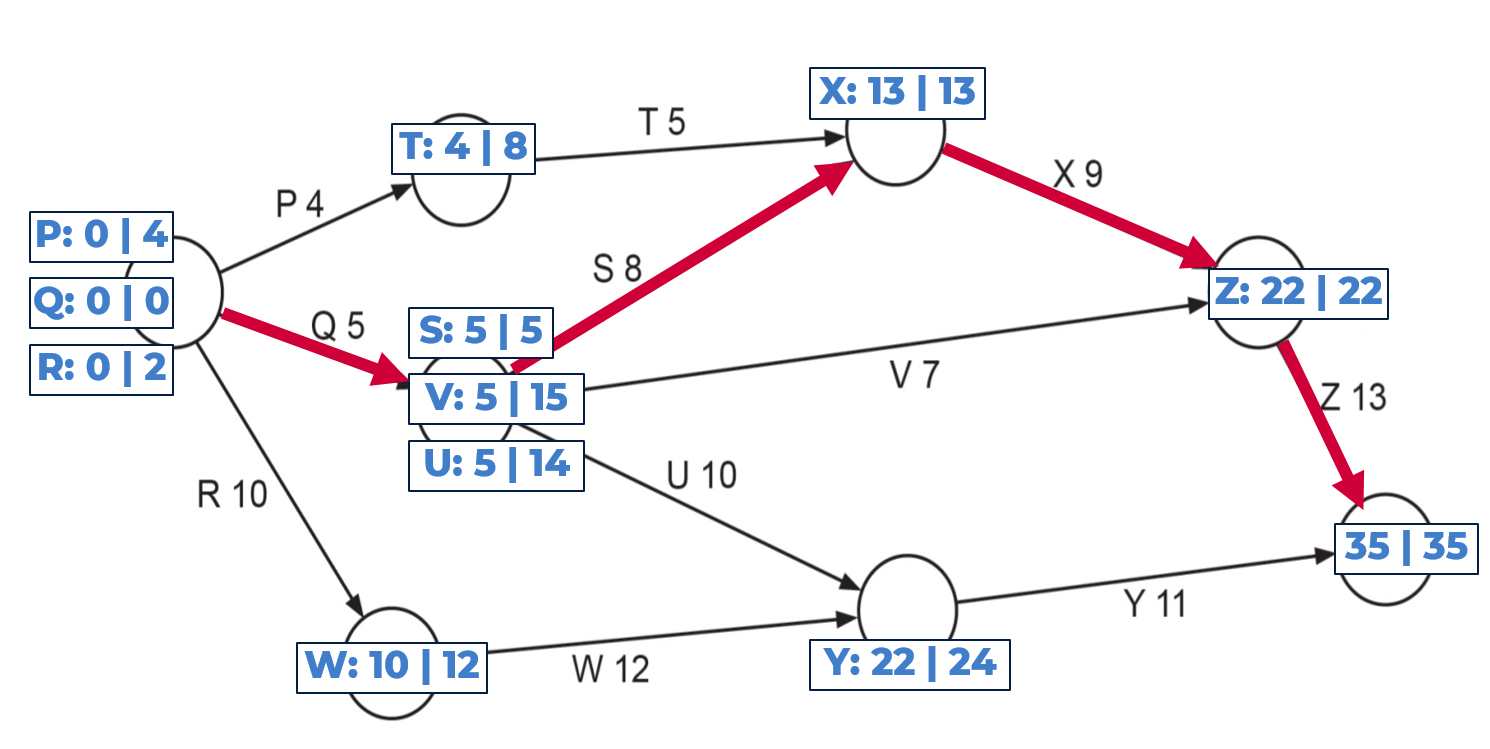 X: 13 | 13
T 5
T: 4 | 8
X 9
P 4
P: 0 | 4
S 8
Z: 22 | 22
Q: 0 | 0
Q 5
S: 5 | 5
R: 0 | 2
V 7
V: 5 | 15
Z 13
U: 5 | 14
U 10
R 10
35 | 35
Y 11
W: 10 | 12
W 12
Y: 22 | 24